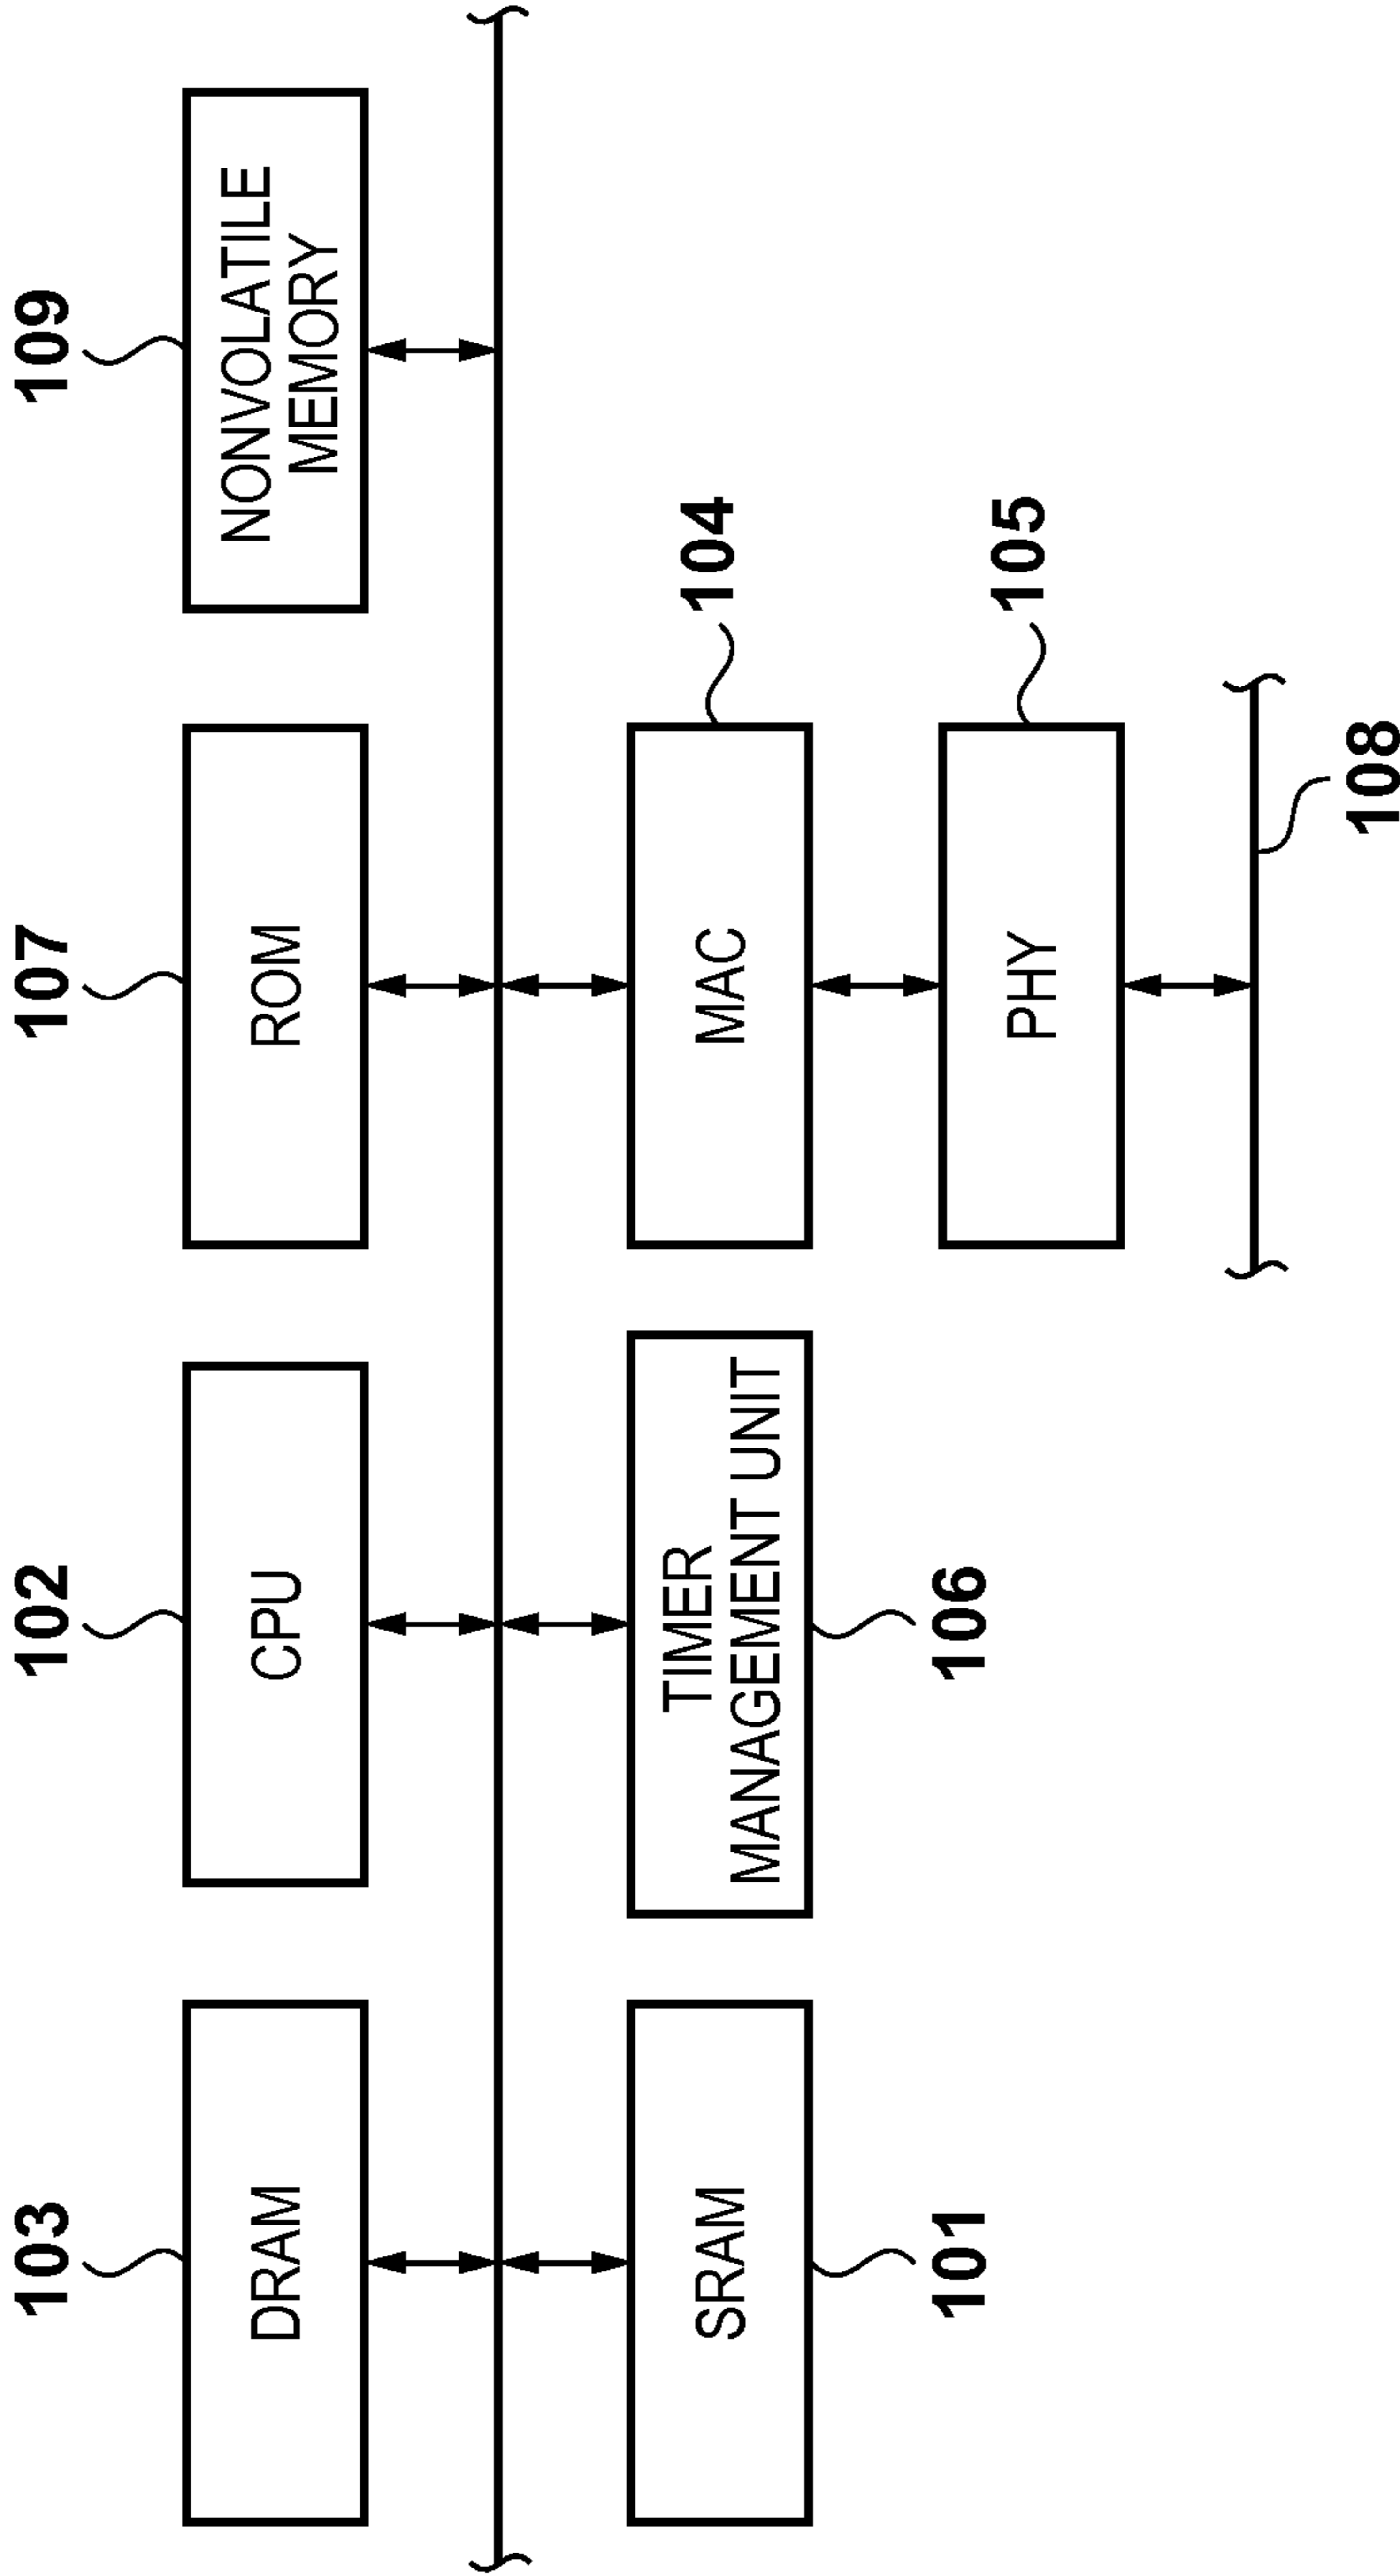 103
102
107
109
DRAM
CPU
ROM
NONVOLATILE
MEMORY
SRAM
TIMER
MANAGEMENT UNIT
MAC
104
101
106
PHY
105
108